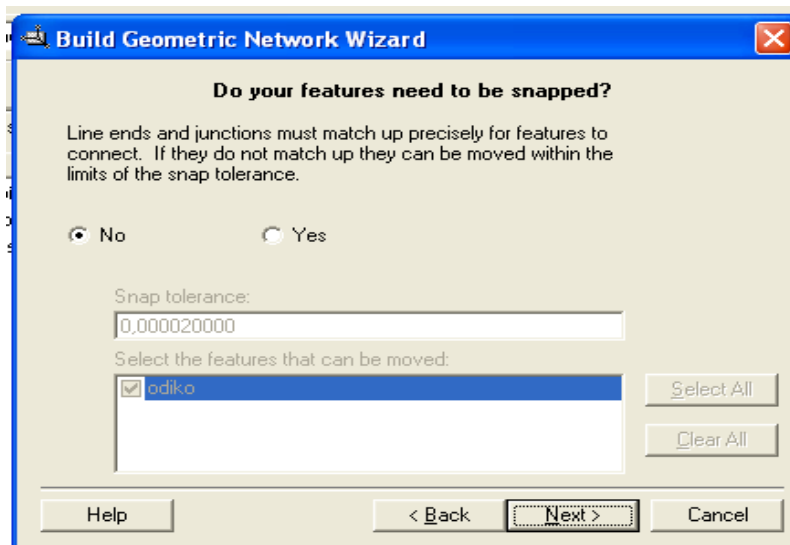 Build Geometric Network Wizard
Do your features need to be snapped?
Line ends and junctions must match up precisely for features to
connect. If they do not match up they can be moved within the
limits of the snap tolerance.
No Yes
Snap tolerance:
0,000020000
Select the features that can be moved:
odiko
Select All
Clear All
Help < Back Next > Cancel